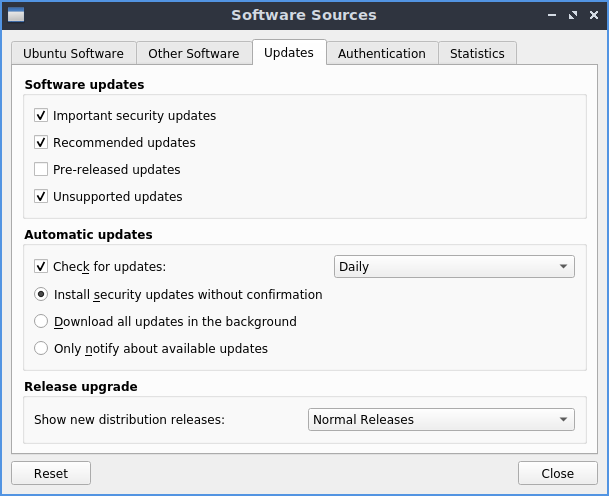 Software Sources
Ubuntu Software
Other Software
Updates
Authentication
Statistics
Software updates
Important security updates
Recommended updates
Pre-released updates
Unsupported updates
Automatic updates
Check for updates:
Daily
Install security updates without confirmation
Download all updates in the background
Only notify about available updates
Release upgrade
Show new distribution releases:
Normal Releases
Reset
Close